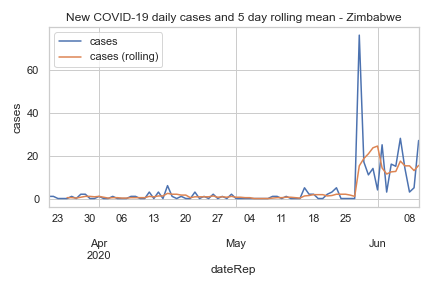 New COVID-19 daily cases and 5 day rolling mean - Zimbabwe
cases
cases (rolling)
60
40
20
0
cases
23 30 06 13 20 27 04 11 18 25 08
Apr May Jun
2020
dateRep